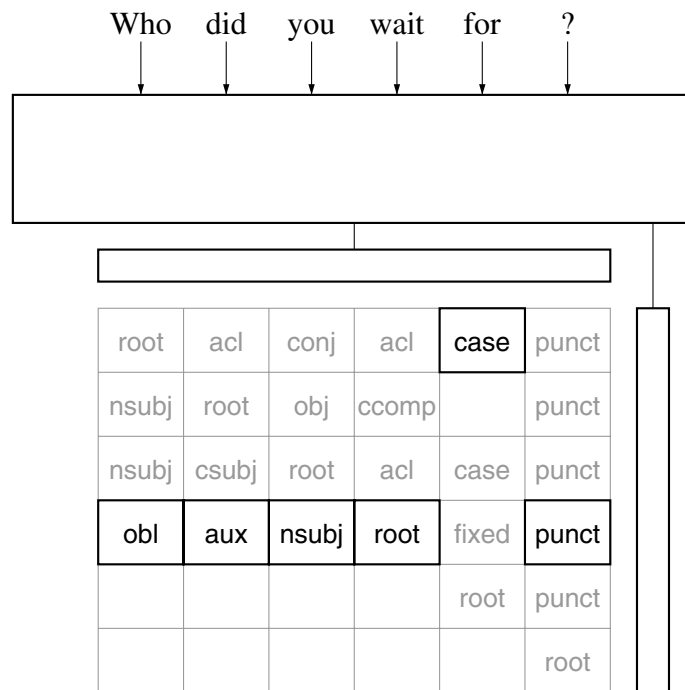 Who did you wait for ?
root acl conj acl case punct
nsubj root obj ccomp punct
nsubj csubj root acl case punct
obl aux nsubj root fixed punct
root punct
root